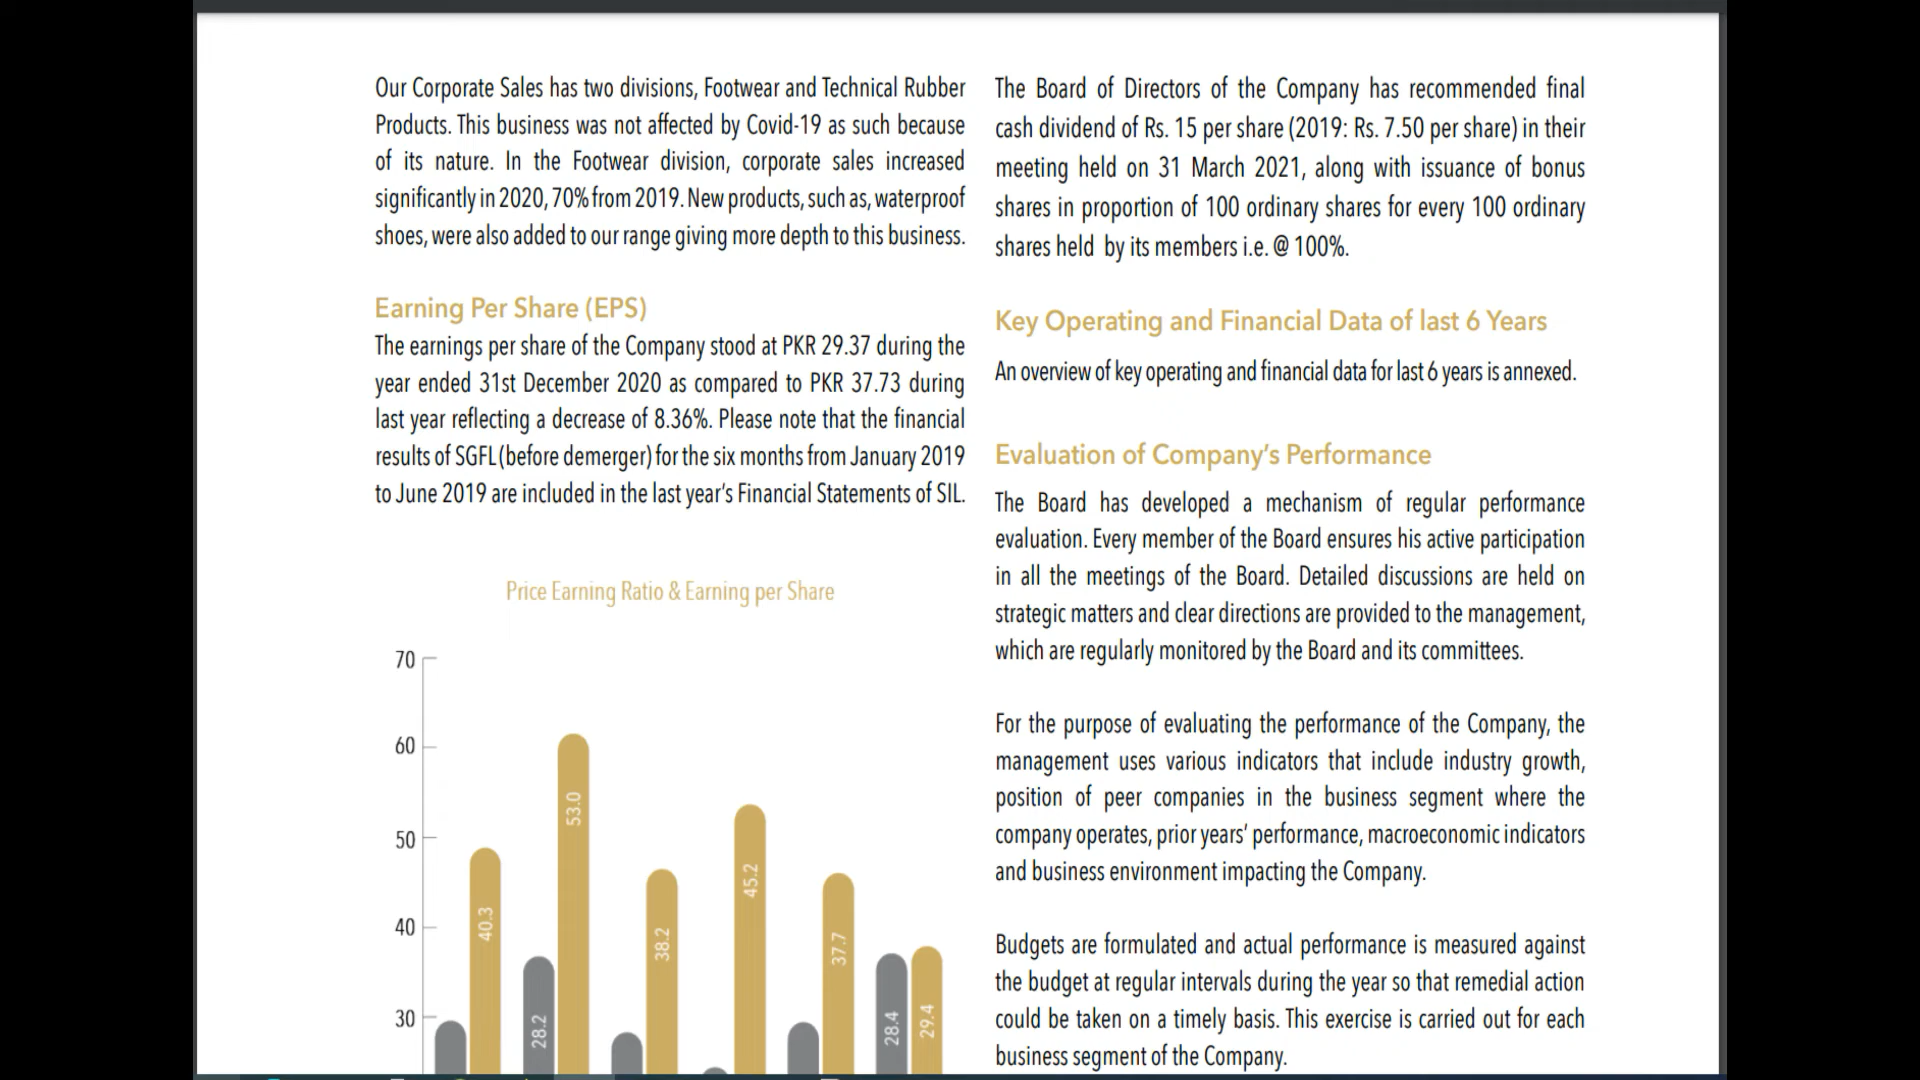 Our Corporate Sales has two divisions, Footwear and Technical Rubber
Products. This business was not affected by Covid-19 as such because
of its nature. In the Footwear division, corporate sales increased
significantly in 2020, 70% from 2019. New products, such as, waterproof
shoes, were also added to our range giving more depth to this business.
Earning Per Share (EPS)
The earnings per share of the Company stood at PKR 29.37 during the
year ended 31st December 2020 as compared to PKR 37.73 during
last year reflecting a decrease of 8.36%. Please note that the financial
results of SGFL(before demerger) for the six months from January 2019
to June 2019 are included in the last year's Financial Statements of SIL.
Price Earning Ratio & Earning per Share
70
60
50
40
30
40.3
28.2
53.0
38.2
45.2
37.7
28.4
29.4
The Board of Directors of the Company has recommended final
cash dividend of Rs. 15 per share (2019: Rs. 7.50 per share) in their
meeting held on 31 March 2021, along with issuance of bonus
shares in proportion of 100 ordinary shares for every 100 ordinary
shares held by its members i.e. @ 100%.
Key Operating and Financial Data of last 6 Years
An overview of key operating and financial data for last 6 years is annexed.
Evaluation of Company's Performance
The Board has developed a mechanism of regular performance
evaluation. Every member of the Board ensures his active participation
in all the meetings of the Board. Detailed discussions are held on
strategic matters and clear directions are provided to the management,
which are regularly monitored by the Board and its committees.
For the purpose of evaluating the performance of the Company, the
management uses various indicators that include industry growth,
position of peer companies in the business segment where the
company operates, prior years' performance, macroeconomic indicators
and business environment impacting the Company.
Budgets are formulated and actual performance is measured against
the budget at regular intervals during the year so that remedial action
could be taken on a timely basis. This exercise is carried out for each
business segment of the Company.